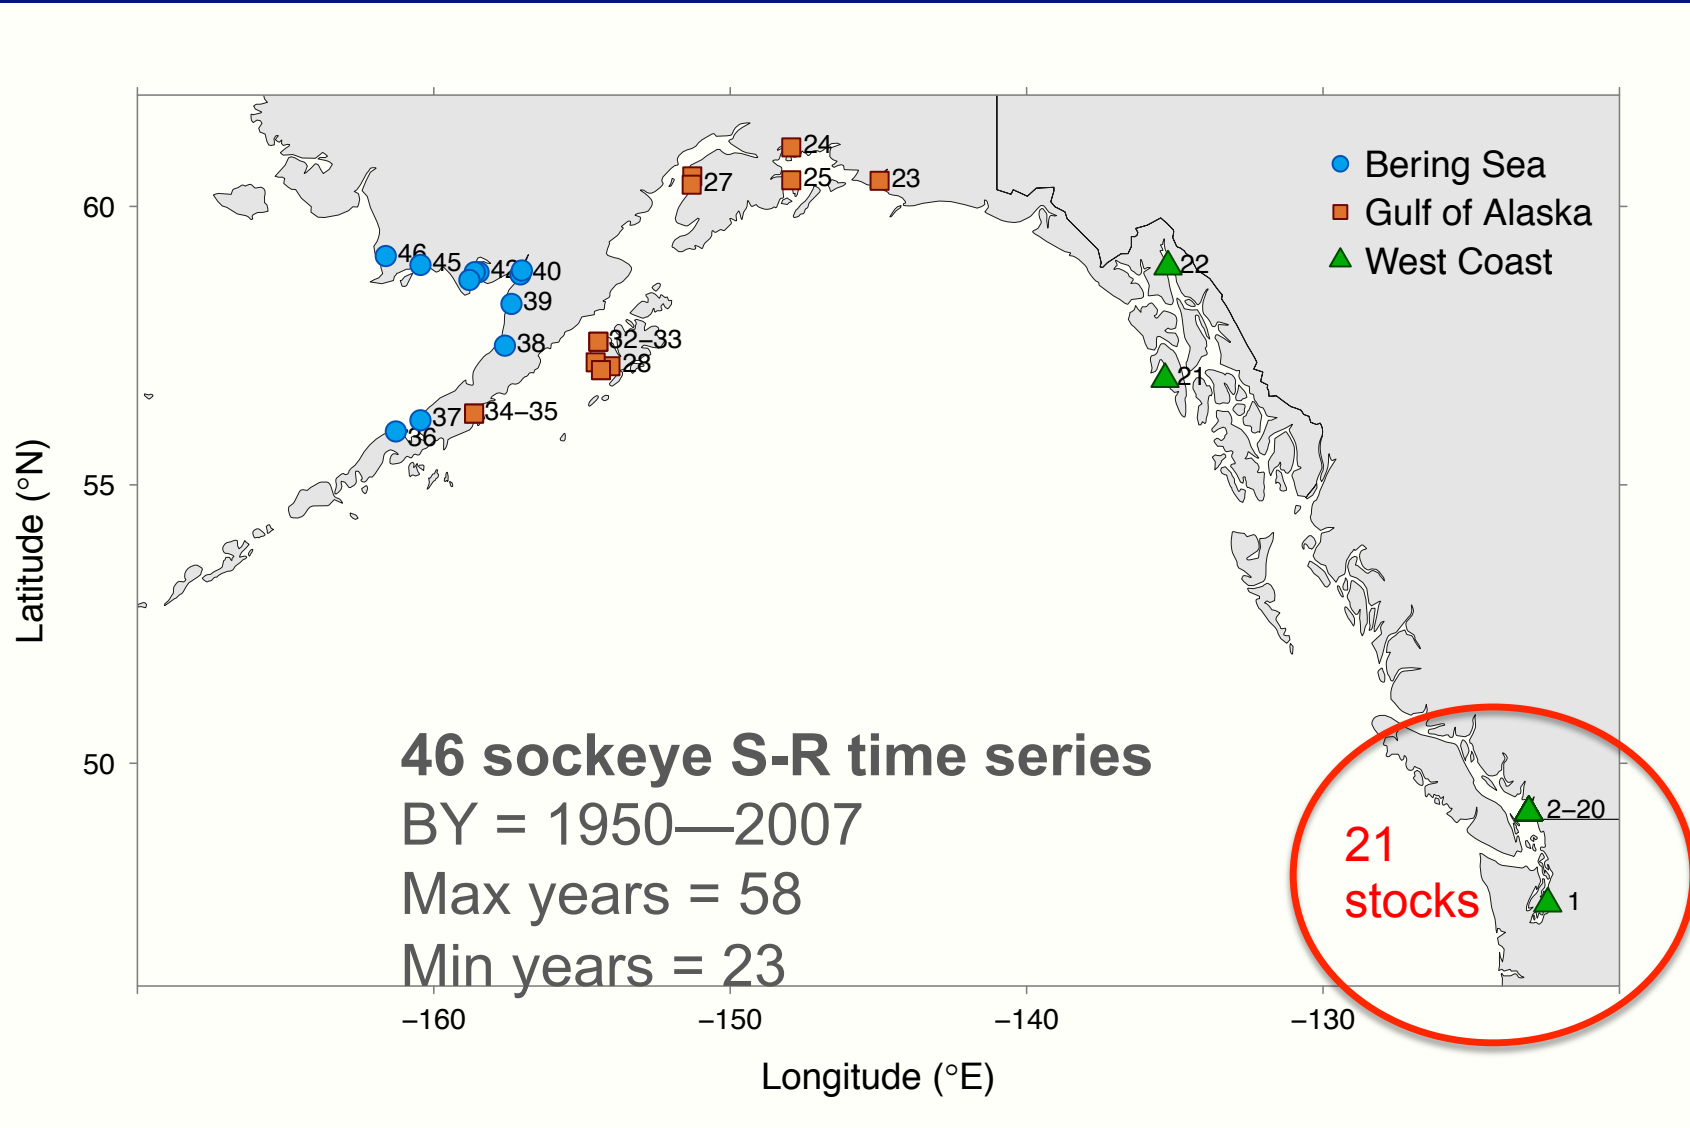 24
27
25
23
Bering Sea
Gulf of Alaska
West Coast
60
46
45
42
40
22
39
32–33
38
28
21
34–35
37
36
55
Latitude (°N)
46 sockeye S-R time series
BY = 1950—2007
Max years = 58
Min years = 23
50
2–20
21
stocks
1
−160
−150
−140
−130
Longitude (°E)